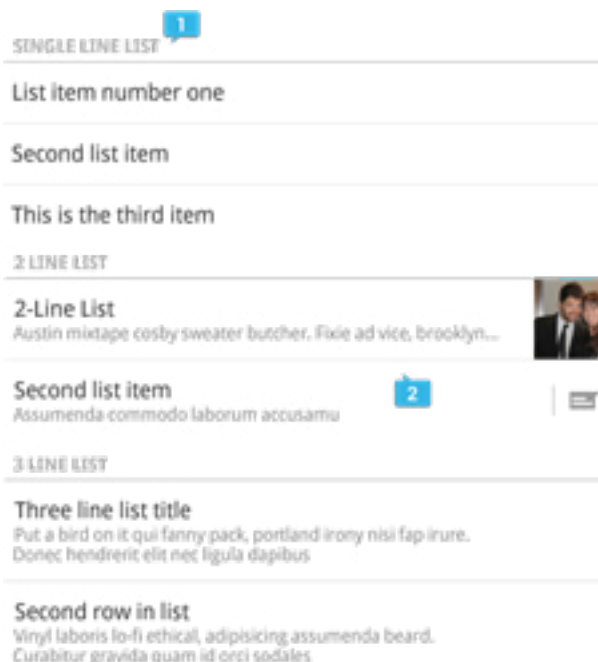 1
SINGLE LINE LIST
List item number one
Second list item
This is the third item
2 LINE LIST
2-Line List
Austin mixtape cosby sweater butcher. Fixie ad vice, brooklyn...
Second list item
2
Assumenda commodo laborum accusamu
3 LINE LIST
Three line list title
Put a bird on it qui fanny pack, portland irony nisi fap irure.
Donec hendrerit elit nec ligula dapibus
Second row in list
Vinyl laboris lo-fi ethical, adipisicing assumenda beard.
Curabitur gravida quam id orci sodales